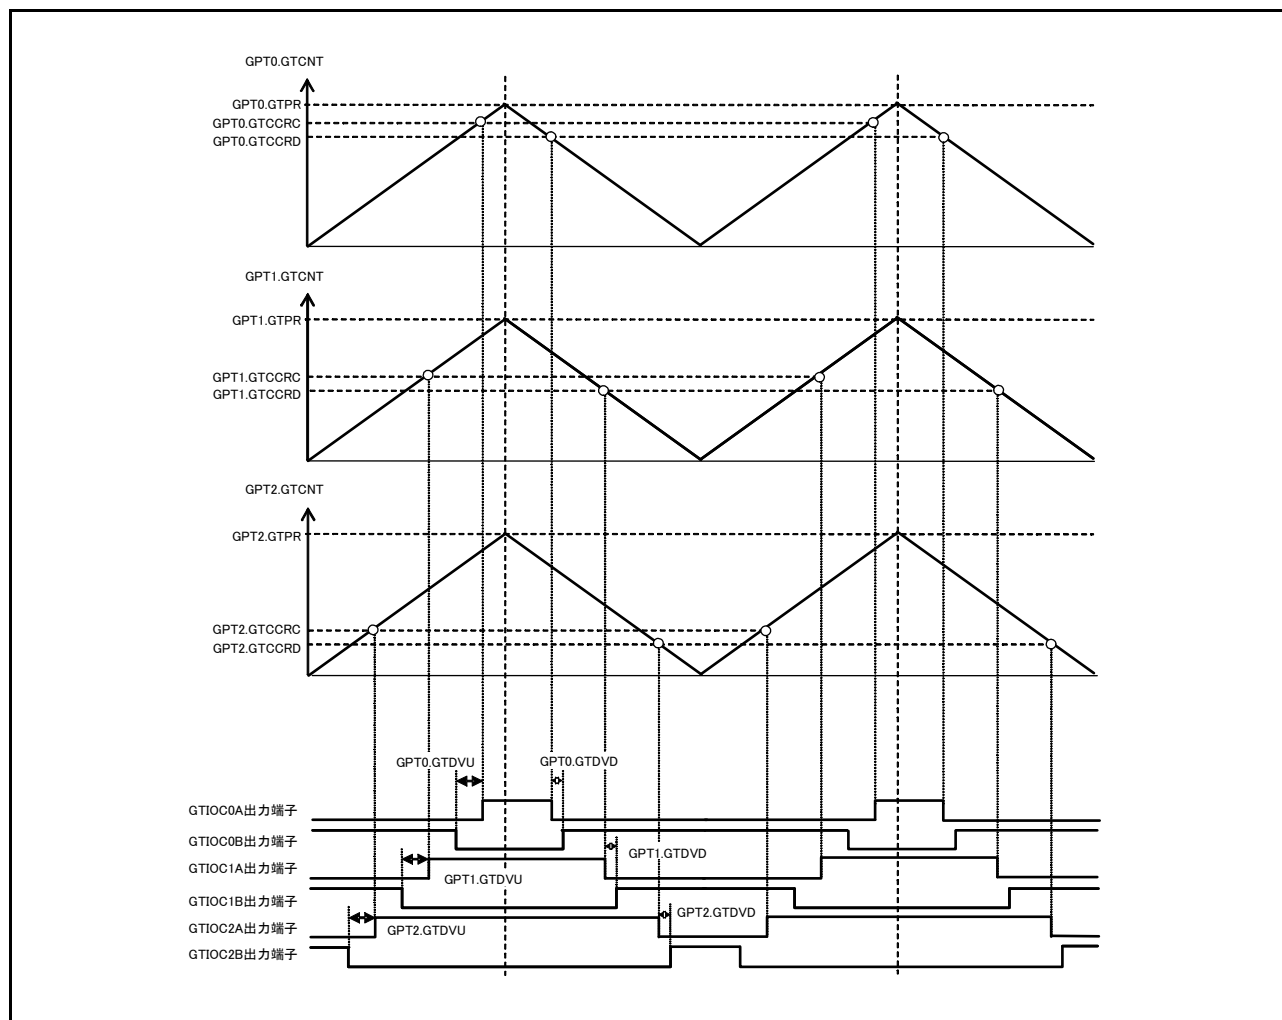 GPT0.GTCNT
GPT0.GTPR
GPT0.GTCCRC
GPT0.GTCCRD
GPT1.GTCNT
GPT1.GTPR
GPT1.GTCCRC
GPT1.GTCCRD
GPT2.GTCNT
GPT2.GTPR
GPT2.GTCCRC
GPT2.GTCCRD
GPT0.GTDVU
GPT0.GTDVD
GTIOC0A出力端子
GTIOC0B出力端子
GPT1.GTDVD
GTIOC1A出力端子
GPT1.GTDVU
GTIOC1B出力端子
GPT2.GTDVD
GTIOC2A出力端子
GPT2.GTDVU
GTIOC2B出力端子